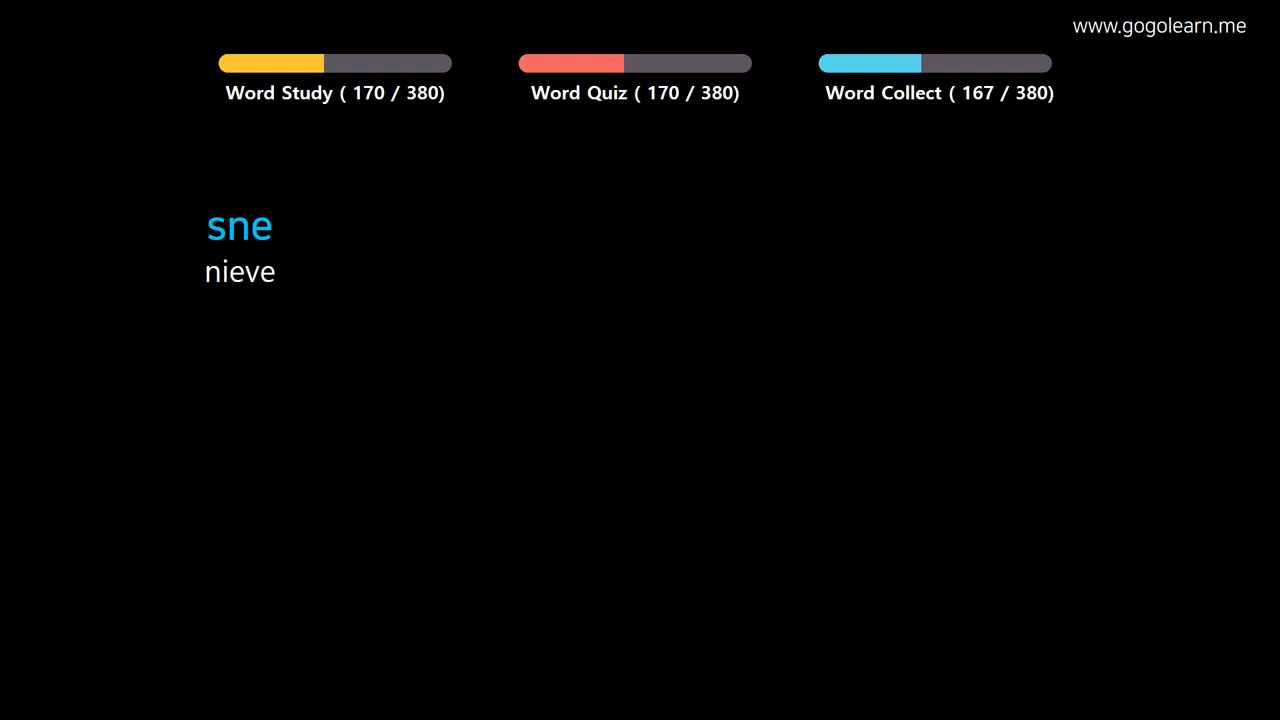 www.gogolearn.me
Word Study ( 170 / 380)
Word Quiz ( 170 / 380)
Word Collect ( 167 / 380)
sne
nieve